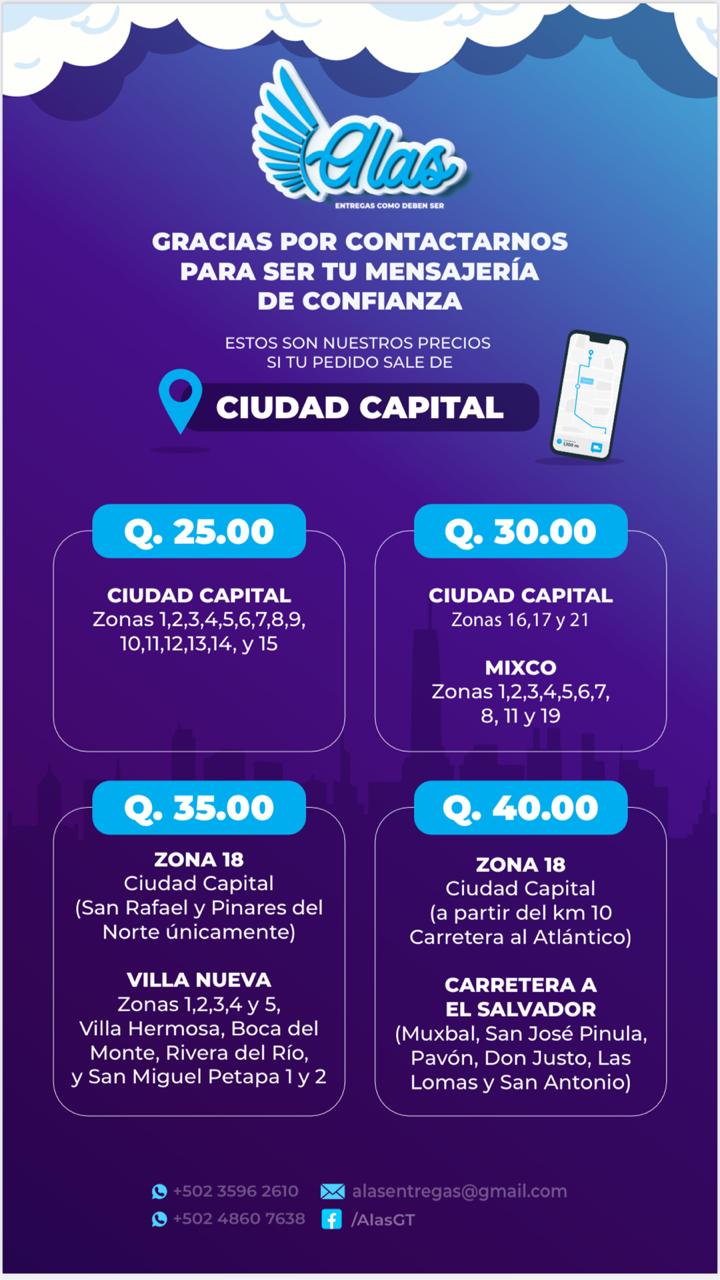 Alas
ENTREGAS COMO DEBEN SER
GRACIAS POR CONTACTARNOS
PARA SER TU MENSAJERÍA
DE CONFIANZA
ESTOS SON NUESTROS PRECIOS
SI TU PEDIDO SALE DE
CIUDAD CAPITAL
Q. 25.00
CIUDAD CAPITAL
Zonas 1,2,3,4,5,6,7,8,9,
10,11,12,13,14, y 15
Q. 30.00
CIUDAD CAPITAL
Zonas 16,17 y 21
MIXCO
Zonas 1,2,3,4,5,6,7,
8, 11 y 19
Q. 35.00
ZONA 18
Ciudad Capital
(San Rafael y Pinares del
Norte únicamente)
VILLA NUEVA
Zonas 1,2,3,4 y 5,
Villa Hermosa, Boca del
Monte, Rivera del Río,
y San Miguel Petapa 1 y 2
Q. 40.00
ZONA 18
Ciudad Capital
(a partir del km 10
Carretera al Atlántico)
CARRETERA A
EL SALVADOR
(Muxbal, San José Pinula,
Pavón, Don Justo, Las
Lomas y San Antonio)
+502 3596 2610
alasentregas@gmail.com
+502 4860 7638
/AlasGT